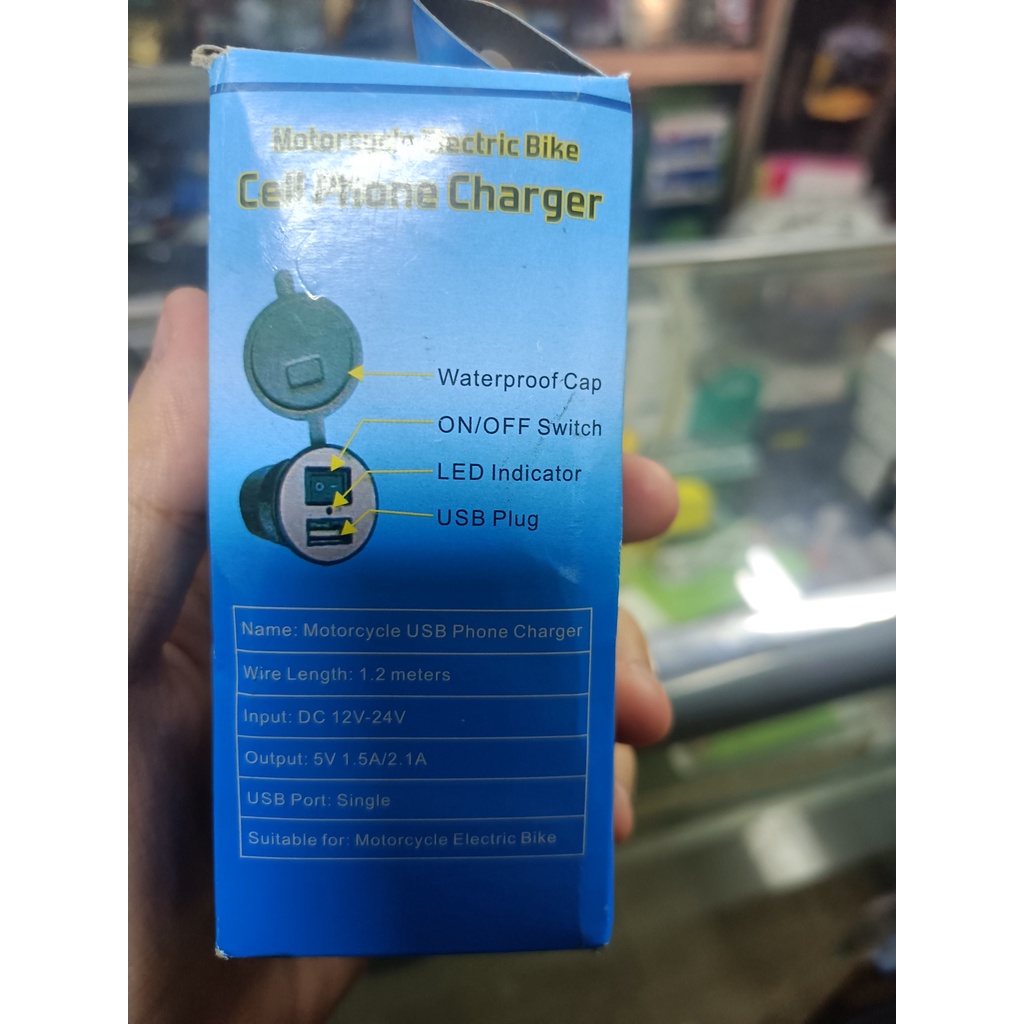 Motorcycle Electric Bike
Cell Phone Charger
Waterproof Cap
ON/OFF Switch
LED Indicator
USB Plug
Name: Motorcycle USB Phone Charger
Wire Length: 1.2 meters
Input: DC 12V-24V
Output: 5V 1.5A/2.1A
USB Port: Single
Suitable for: Motorcycle Electric Bike